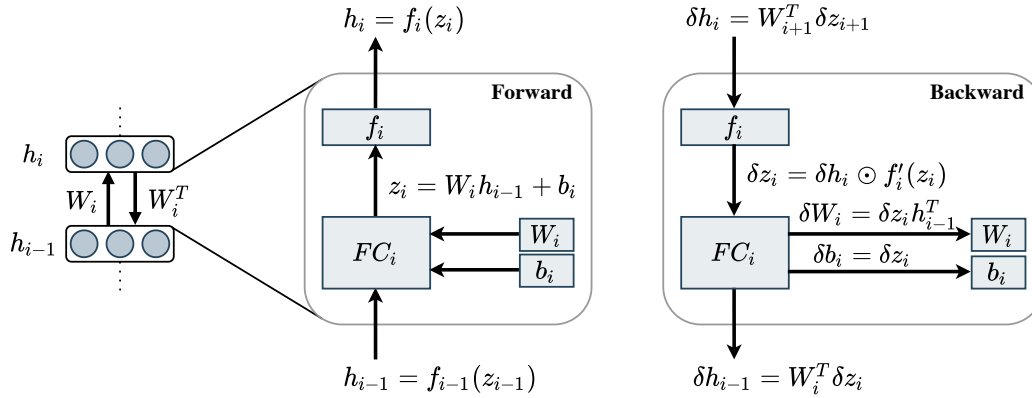 h_i
W_i
W_i^T
h_{i-1}
h_i = f_i(z_i)
Forward
f_i
z_i = W_i h_{i-1} + b_i
FC_i
W_i
b_i
h_{i-1} = f_{i-1}(z_{i-1})
δh_i = W_{i+1}^T δz_{i+1}
Backward
f_i
δz_i = δh_i ⊙ f_i'(z_i)
δW_i = δz_i h_{i-1}^T
FC_i
W_i
δb_i = δz_i
b_i
δh_{i-1} = W_i^T δz_i